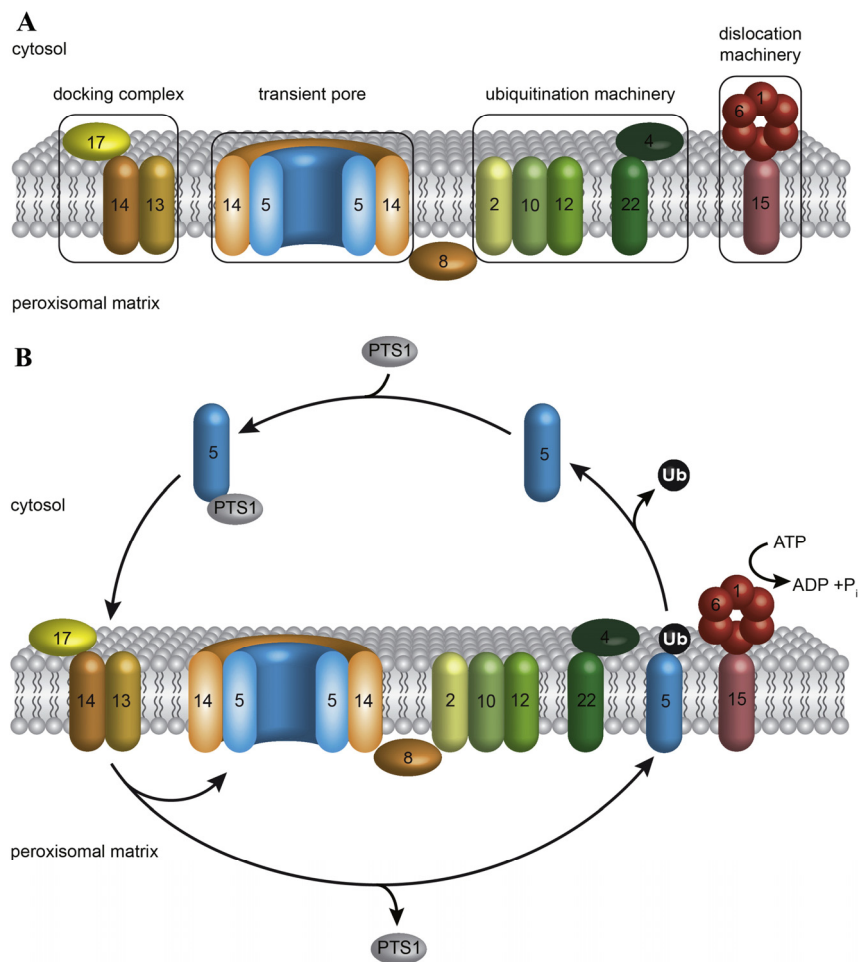 A
cytosol
dislocation
machinery
docking complex
transient pore
ubiquitination machinery
17
14
13
14
5
5
14
8
2
10
12
22
4
6
1
15
peroxisomal matrix
B
PTS1
5
PTS1
5
Ub
cytosol
ATP
ADP +Pi
17
14
13
14
5
5
14
8
2
10
12
22
4
Ub
5
6
1
15
peroxisomal matrix
PTS1